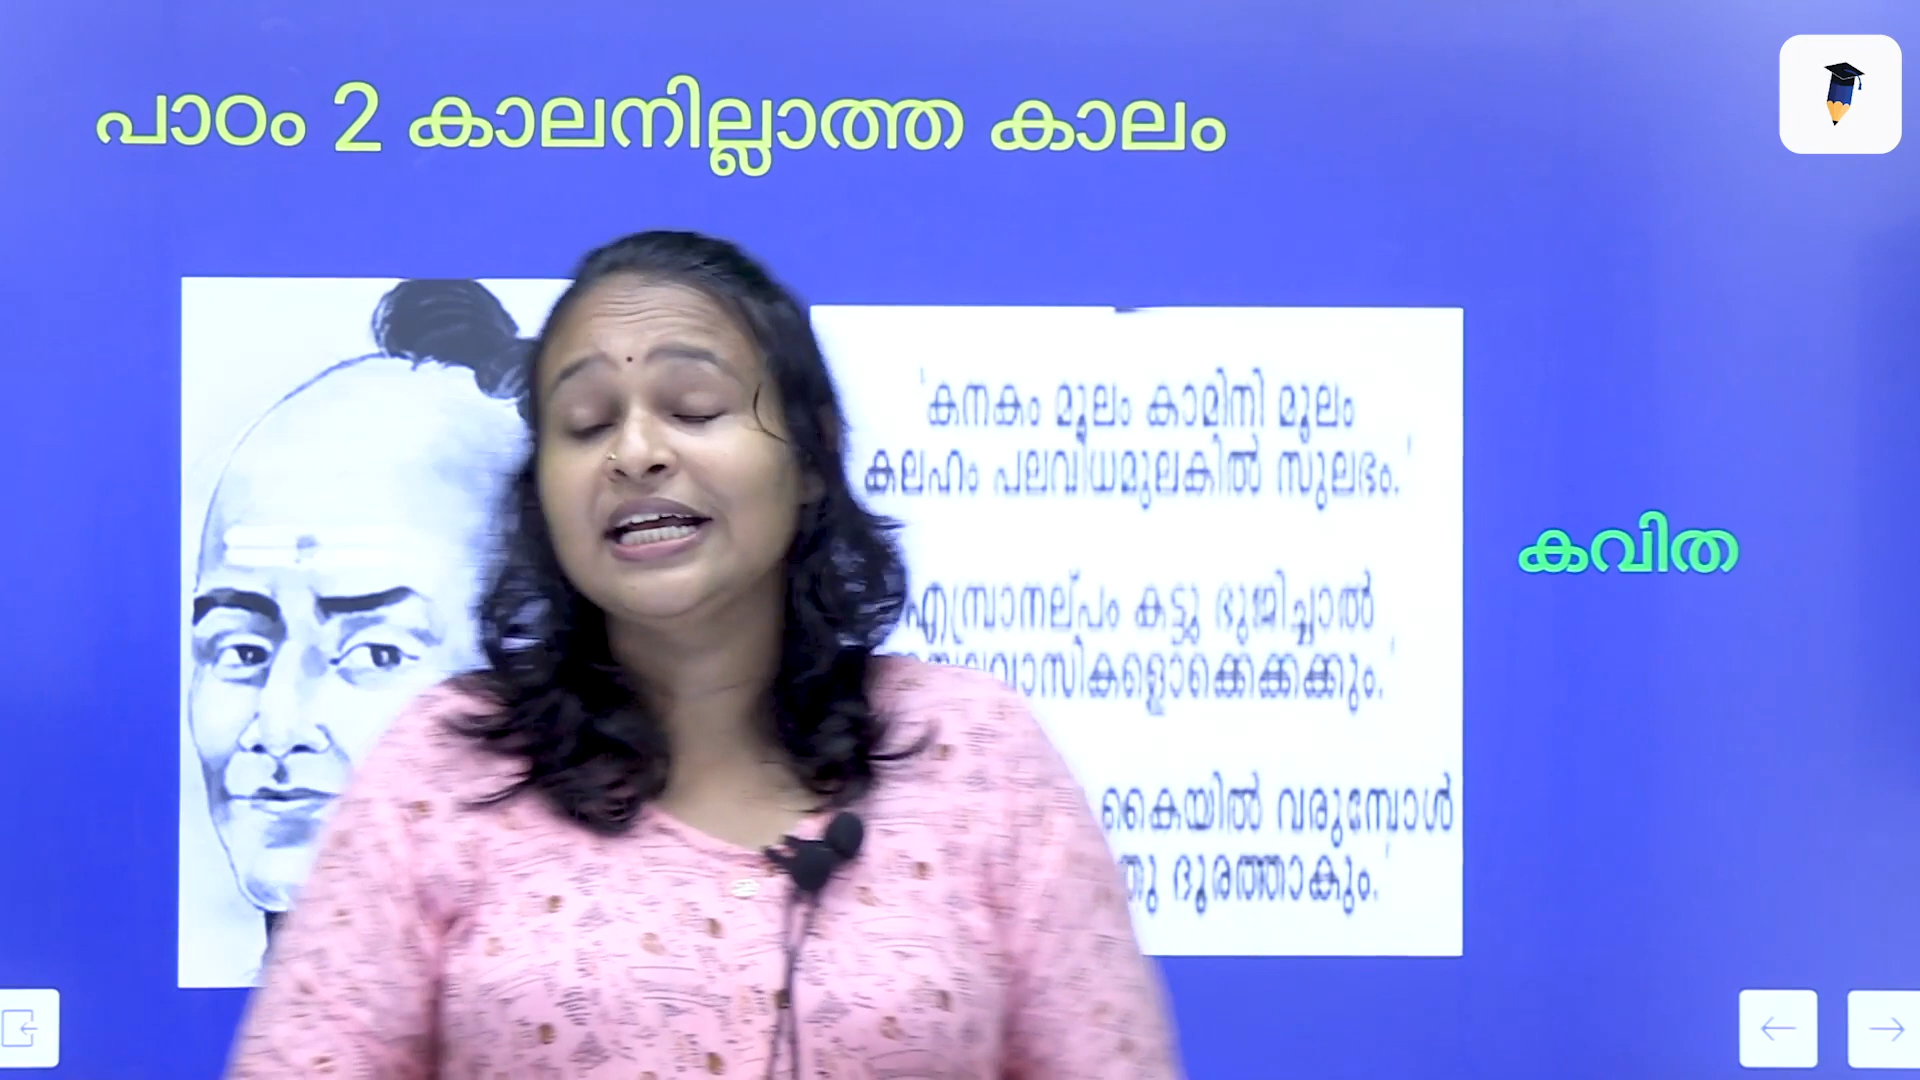 പാഠം 2 കാലനില്ലാത്ത കാലം
'കനകം മൂലം കാമിനി മൂലം
കലഹം പലവിധമുലകിൽ സുലഭം.'
എമ്പ്രാനല്പം കട്ടു ഭുജിച്ചാൽ
കൈയിൽ വരുമ്പോൾ
ദൂരത്താകും.'
കവിത